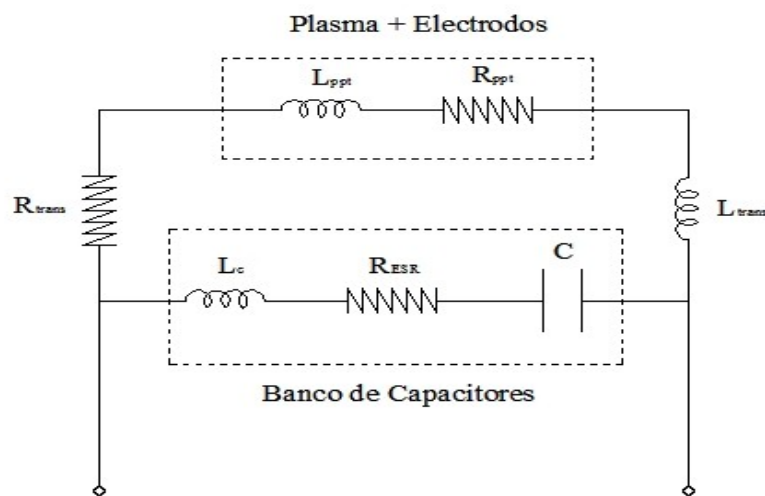 Plasma + Electrodos
Lppt
Rppt
Rtrans
Ltrans
Lc
RESR
C
Banco de Capacitores